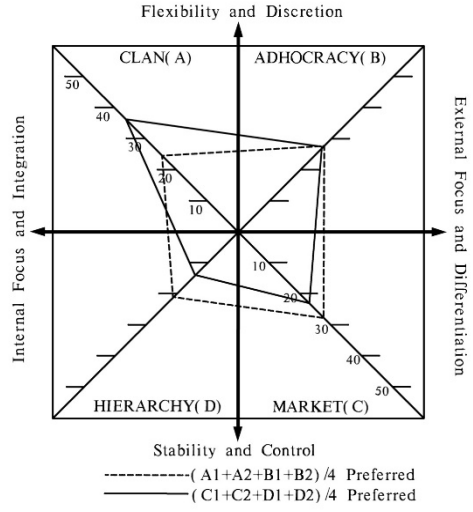 Flexibility and Discretion
CLAN(A)
ADHOCRACY(B)
50
40
30
20
10
Internal Focus and Integration
External Focus and Differentiation
10
20
30
40
50
HIERARCHY(D)
MARKET(C)
Stability and Control
(A1+A2+B1+B2)/4 Preferred
(C1+C2+D1+D2)/4 Preferred